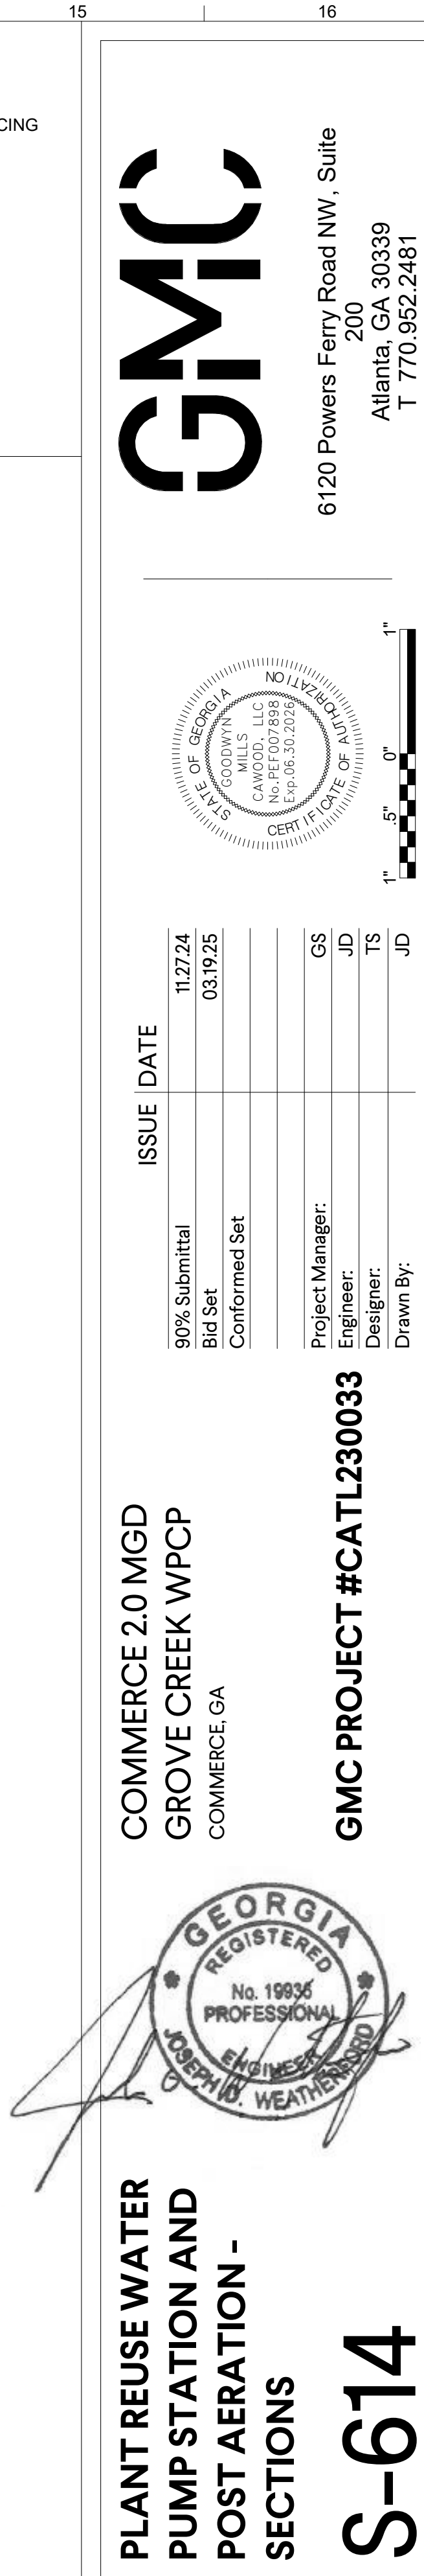 15
16
CING
GMC
6120 Powers Ferry Road NW, Suite
200
Atlanta, GA 30339
T 770.952.2481
STATE OF GEORGIA
CERTIFICATE OF AUTHORIZATION
GOODWYN
MILLS
CAWOOD, LLC
No.PEF007898
Exp.06.30.2026
1" .5" 0" 1"
ISSUE DATE
90% Submittal 11.27.24
Bid Set 03.19.25
Conformed Set
Project Manager: GS
Engineer: JD
Designer: TS
Drawn By: JD
COMMERCE 2.0 MGD
GROVE CREEK WPCP
COMMERCE, GA
GMC PROJECT #CATL230033
GEORGIA
REGISTERED
No. 19936
PROFESSIONAL
ENGINEER
JOSEPH D. WEATHERFORD
PLANT REUSE WATER
PUMP STATION AND
POST AERATION -
SECTIONS
S-614